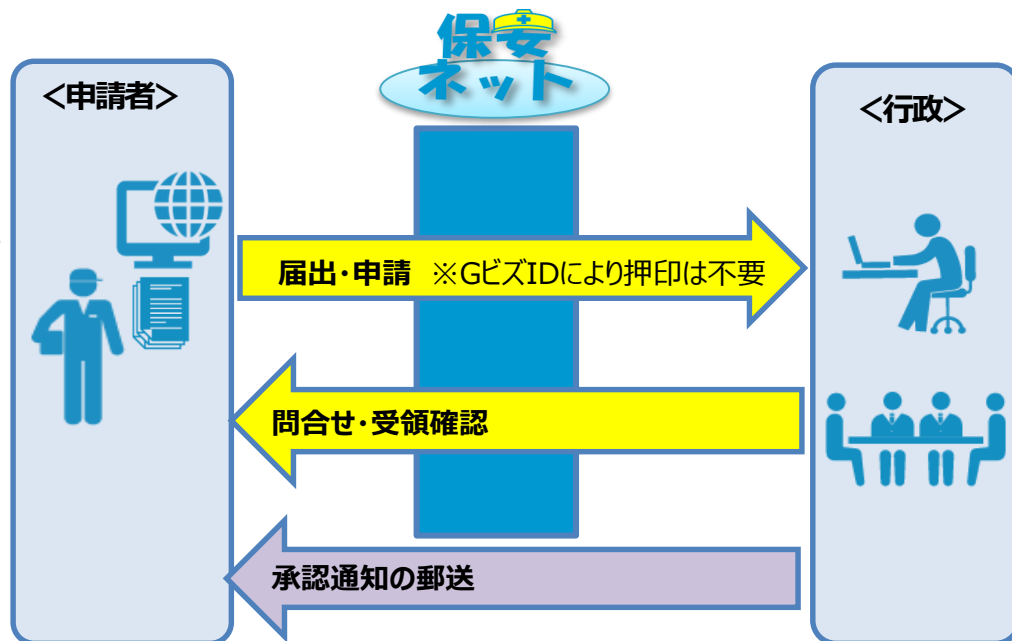 保安
ネット
<申請者>
<行政>
届出・申請 ※GビズIDにより押印は不要
問合せ・受領確認
承認通知の郵送